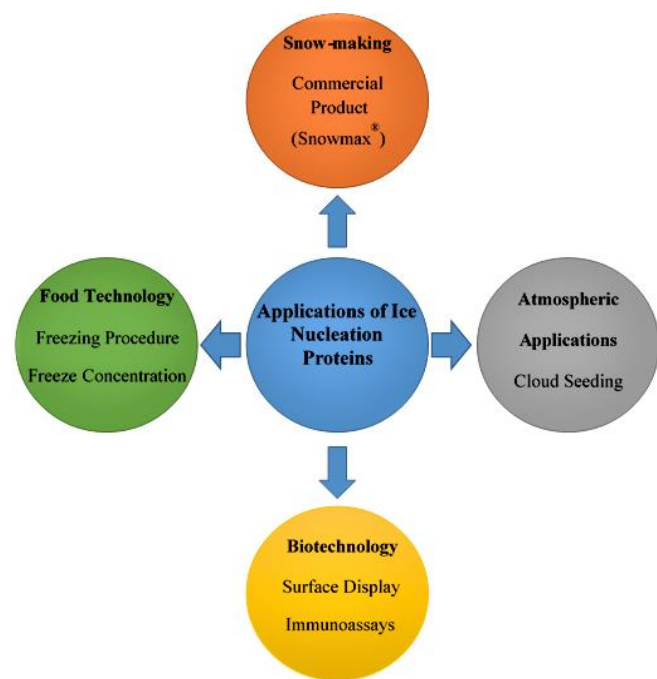 Snow-making
Commercial
Product
(Snowmax®)
Food Technology
Freezing Procedure
Freeze Concentration
Applications of Ice
Nucleation
Proteins
Atmospheric
Applications
Cloud Seeding
Biotechnology
Surface Display
Immunoassays